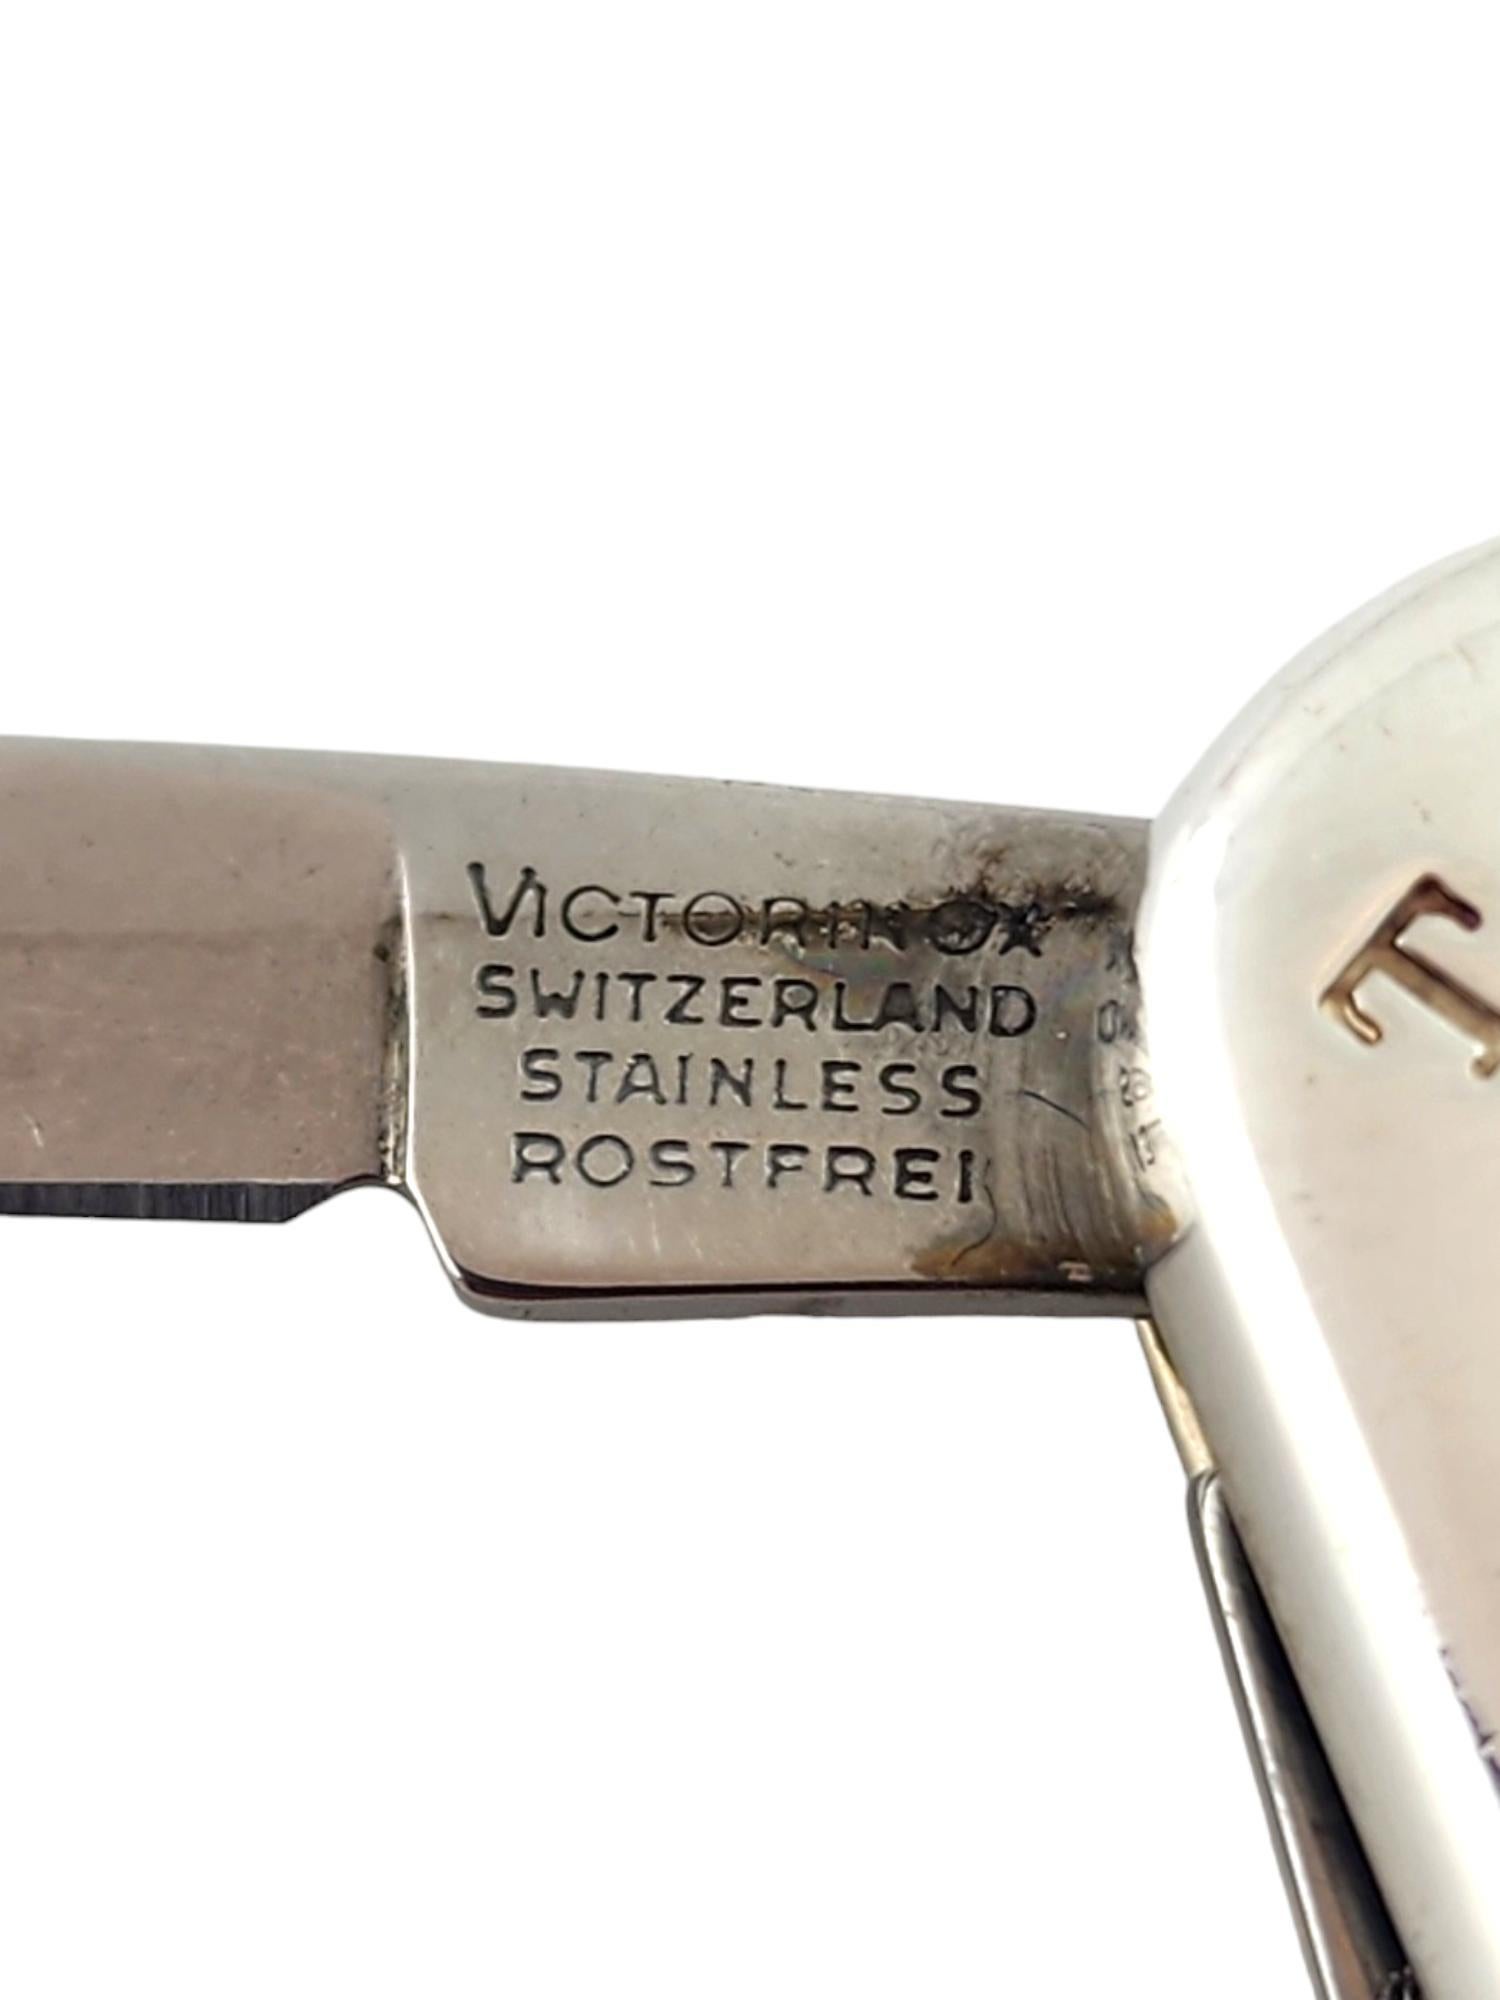 VICTORINOX
SWITZERLAND
STAINLESS
ROSTFREI
T